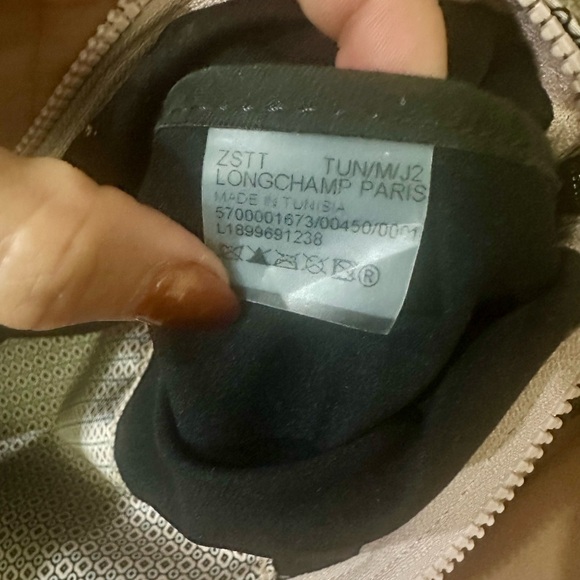 ZSTT TUN/M/J2
LONGCHAMP PARIS
MADE IN TUNISIA
5700001673/00450/0001
L1899691238
®